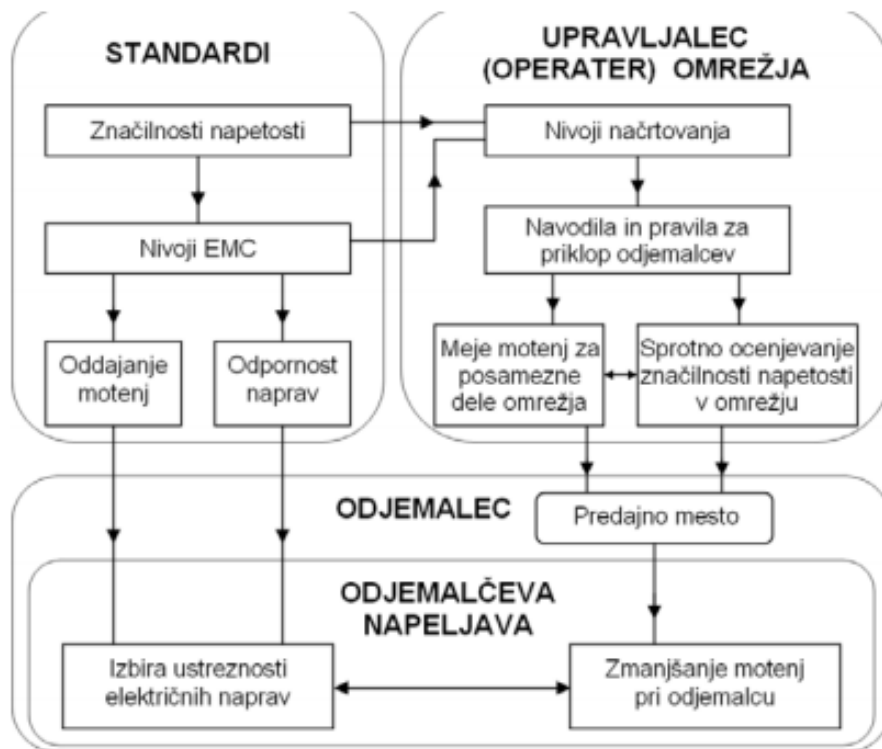 STANDARDI
UPRAVLJALEC
(OPERATER) OMREŽJA
Značilnosti napetosti
Nivoji načrtovanja
Nivoji EMC
Navodila in pravila za
priklop odjemalcev
Oddajanje
motenj
Odpornost
naprav
Meje motenj za
posamezne
dele omrežja
Sprotno ocenjevanje
značilnosti napetosti
v omrežju
ODJEMALEC
Predajno mesto
ODJEMALČEVA
NAPELJAVA
Izbira ustreznosti
električnih naprav
Zmanjšanje motenj
pri odjemalcu